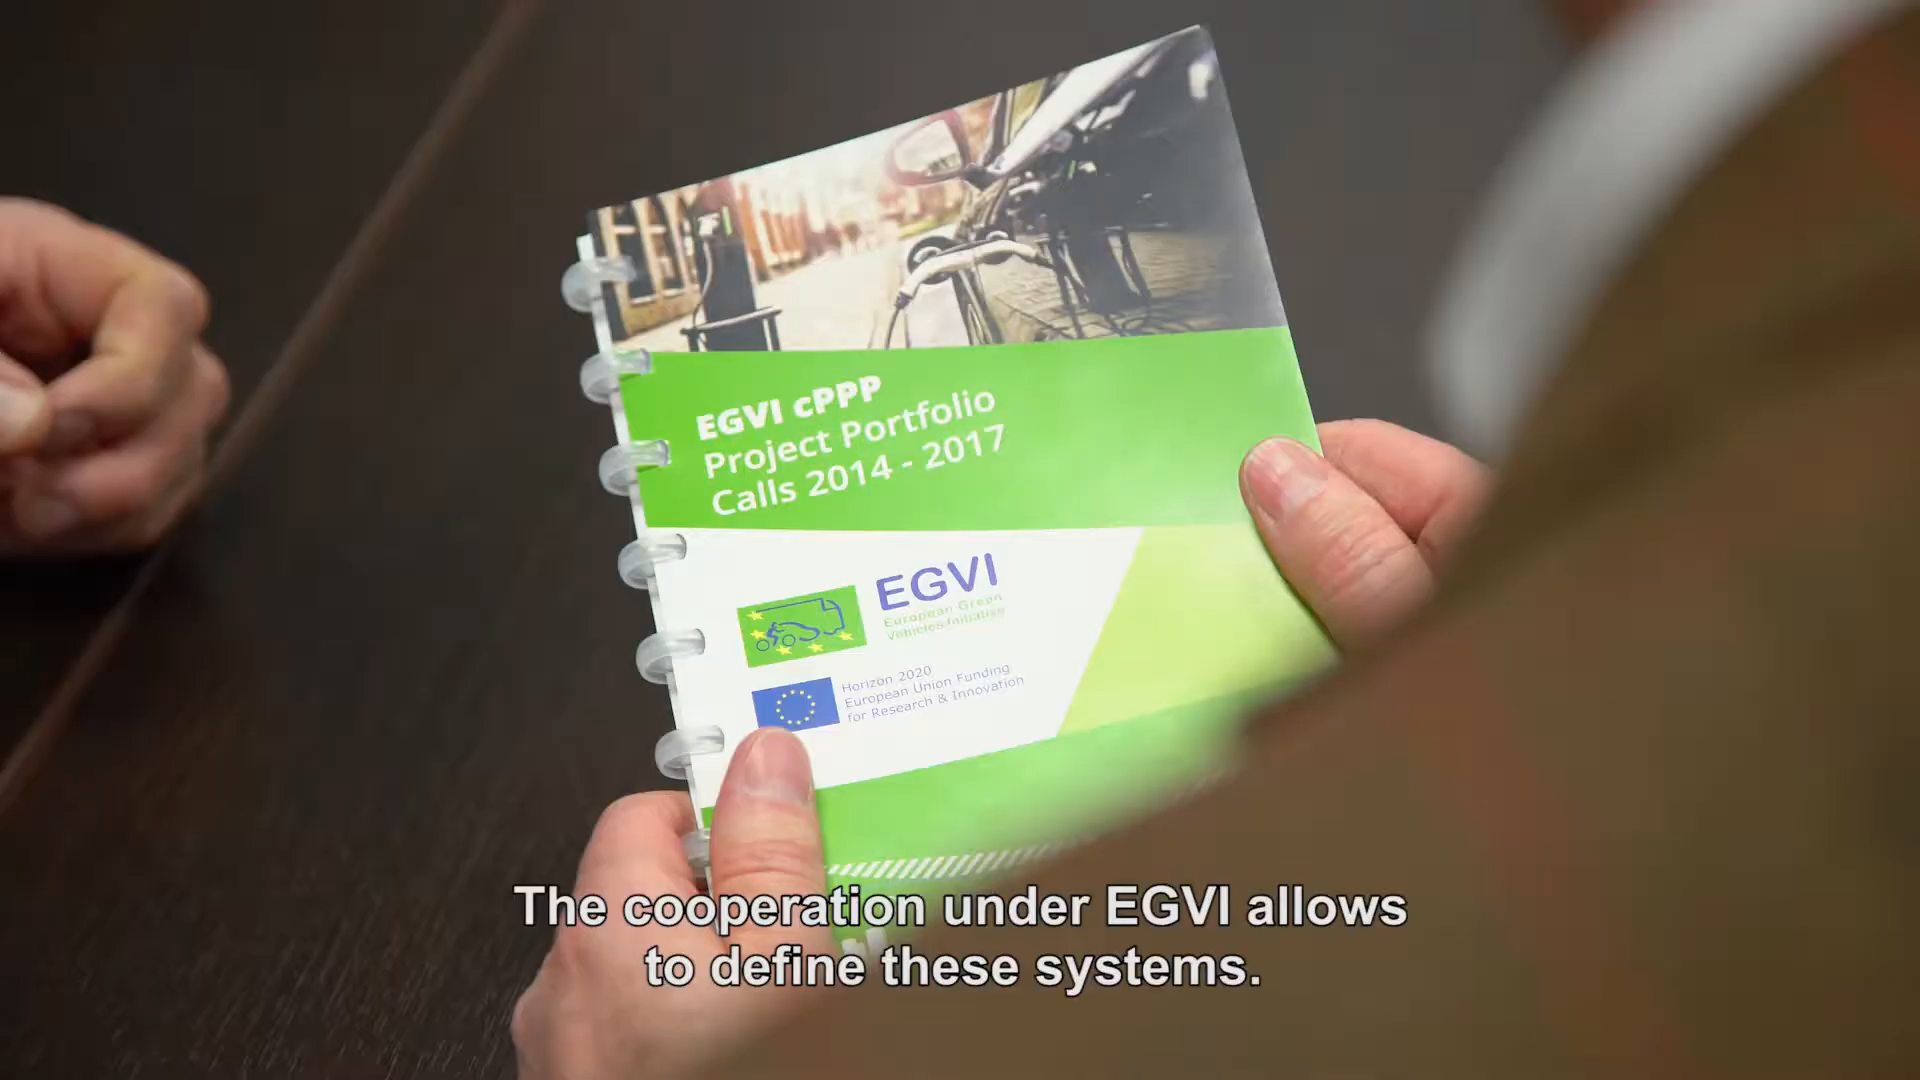 EGVI cPPP
Project Portfolio
Calls 2014 - 2017
EGVI
European Green
Vehicles Initiative
Horizon 2020
European Union Funding
for Research & Innovation
The cooperation under EGVI allows
to define these systems.